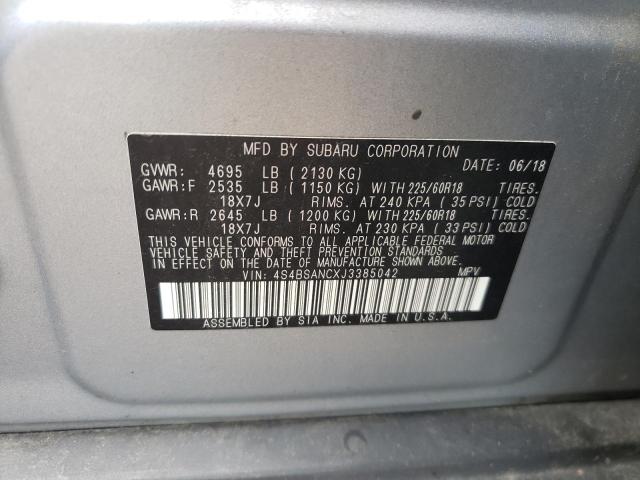 MFD BY SUBARU CORPORATION
GVWR: 4695 LB (2130 KG) DATE: 06/18
GAWR:F 2535 LB (1150 KG) WITH 225/60R18 TIRES.
18X7J RIMS. AT 240 KPA (35 PSI) COLD
GAWR:R 2645 LB (1200 KG) WITH 225/60R18 TIRES.
18X7J RIMS. AT 230 KPA (33 PSI) COLD
THIS VEHICLE CONFORMS TO ALL APPLICABLE FEDERAL MOTOR
VEHICLE SAFETY, BUMPER, AND THEFT PREVENTION STANDARDS
IN EFFECT ON THE DATE OF MANUFACTURE SHOWN ABOVE.
VIN: 4S4BSANCXJ3385042 MPV
ASSEMBLED BY SIA INC. MADE IN U.S.A.